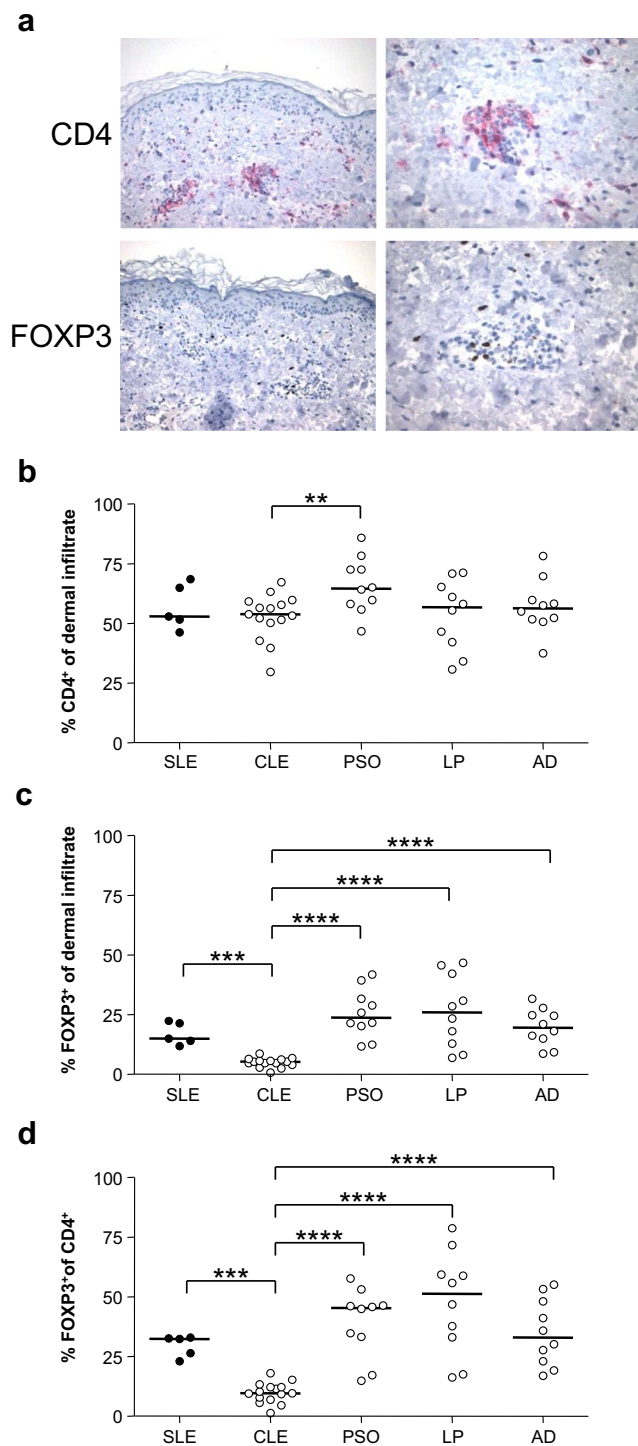 a
CD4
FOXP3
b
% CD4⁺ of dermal infiltrate
100
75
50
25
0
**
SLE CLE PSO LP AD
c
% FOXP3⁺ of dermal infiltrate
100
75
50
25
0
****
****
****
***
SLE CLE PSO LP AD
d
% FOXP3⁺of CD4⁺
100
75
50
25
0
****
****
****
***
SLE CLE PSO LP AD